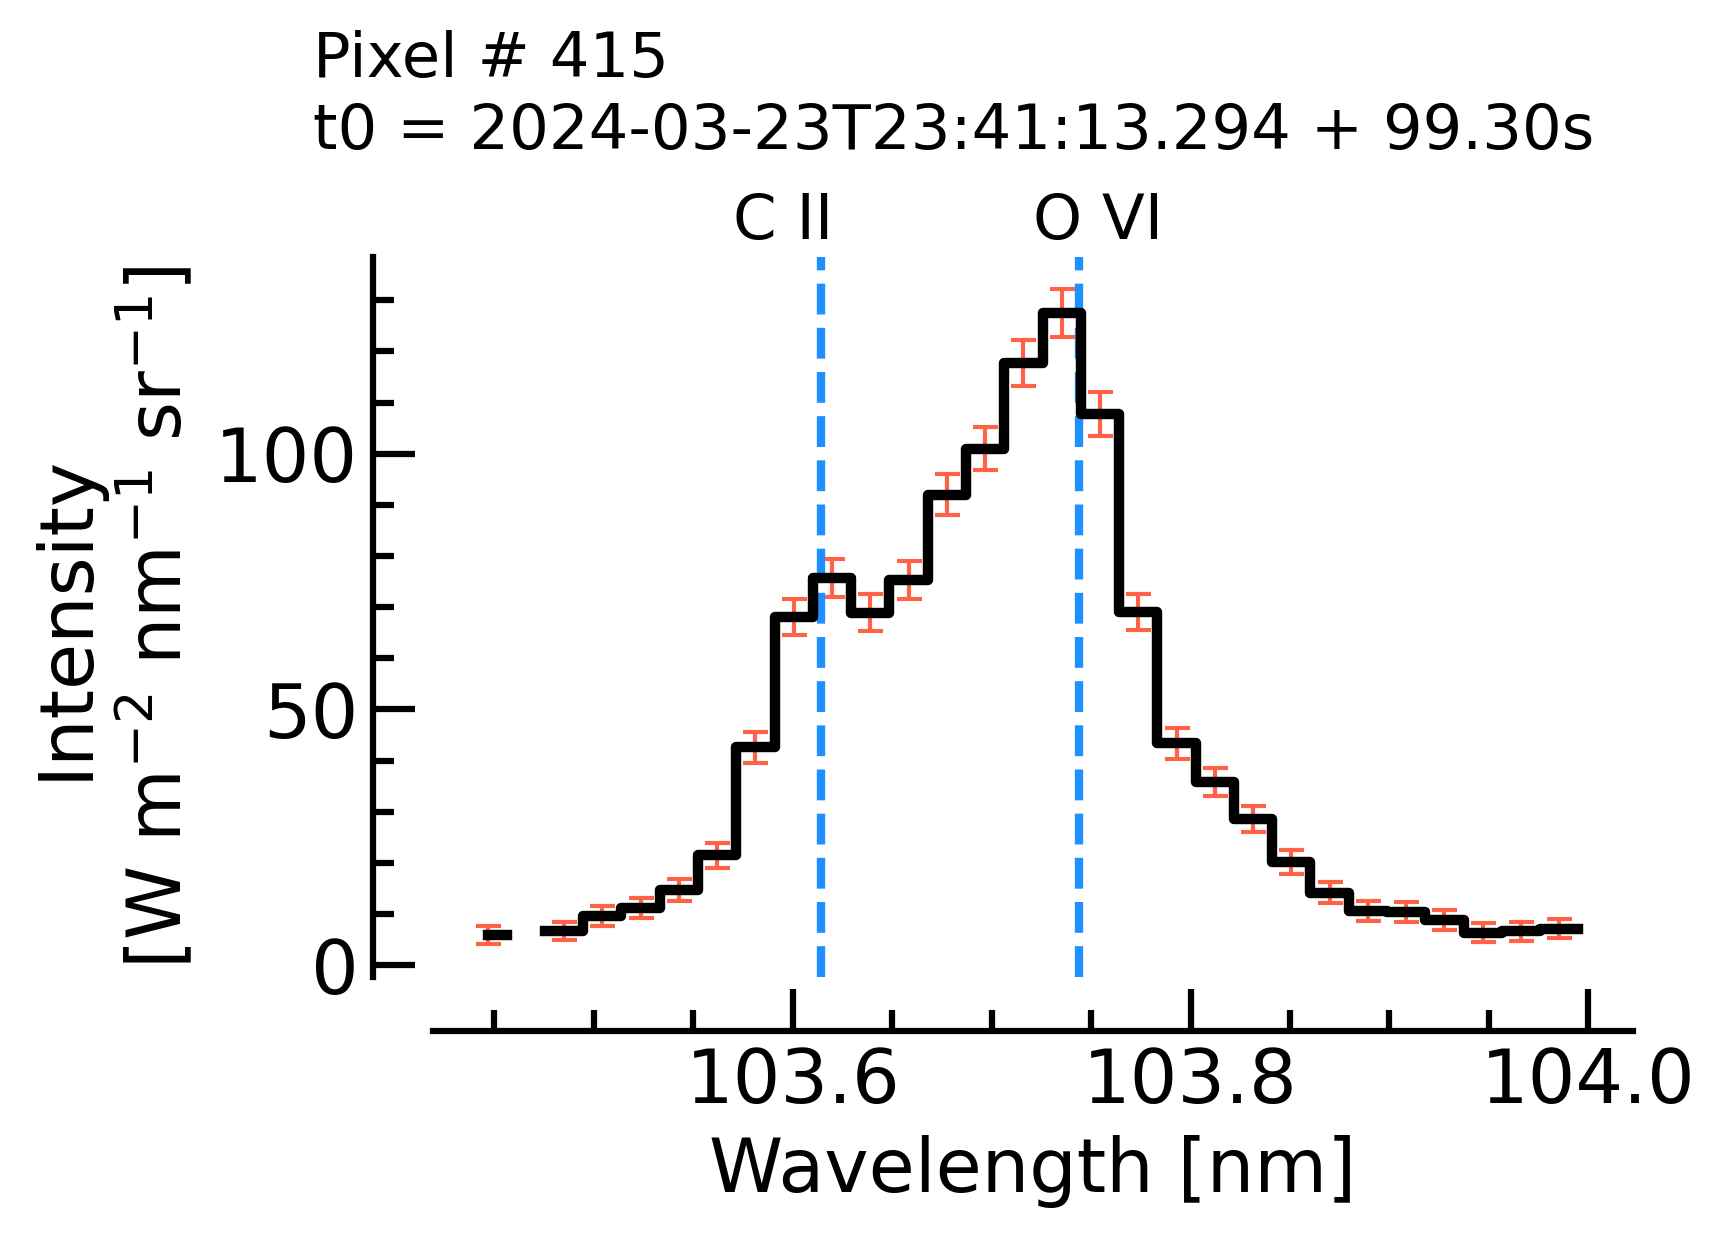 Pixel # 415
t0 = 2024-03-23T23:41:13.294 + 99.30s
C II O VI
Intensity
[W m⁻² nm⁻¹ sr⁻¹]
100
50
0
103.6 103.8 104.0
Wavelength [nm]